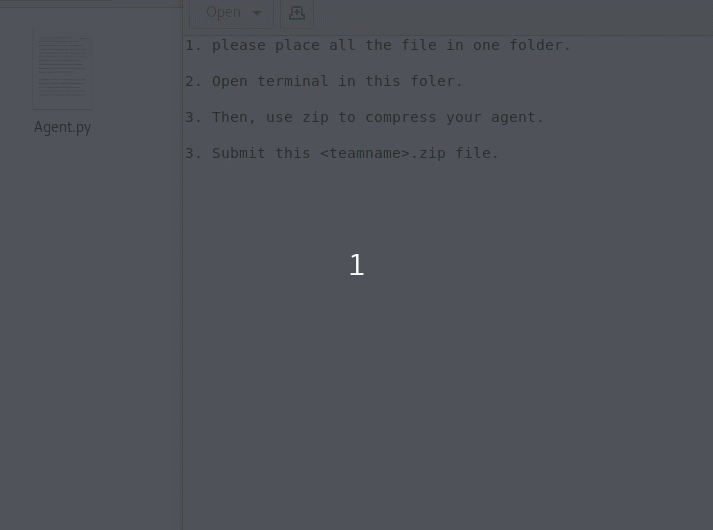 Open
1. please place all the file in one folder.
2. Open terminal in this foler.
3. Then, use zip to compress your agent.
3. Submit this <teamname>.zip file.
Agent.py
1